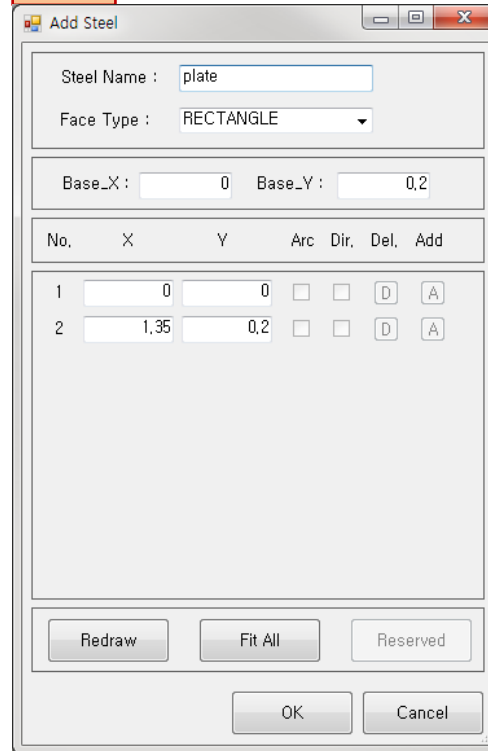 Add Steel
Steel Name : plate
Face Type : RECTANGLE
Base_X : 0 Base_Y : 0.2
No. X Y Arc Dir. Del. Add
1 0 0 D A
2 1.35 0.2 D A
Redraw Fit All Reserved
OK Cancel